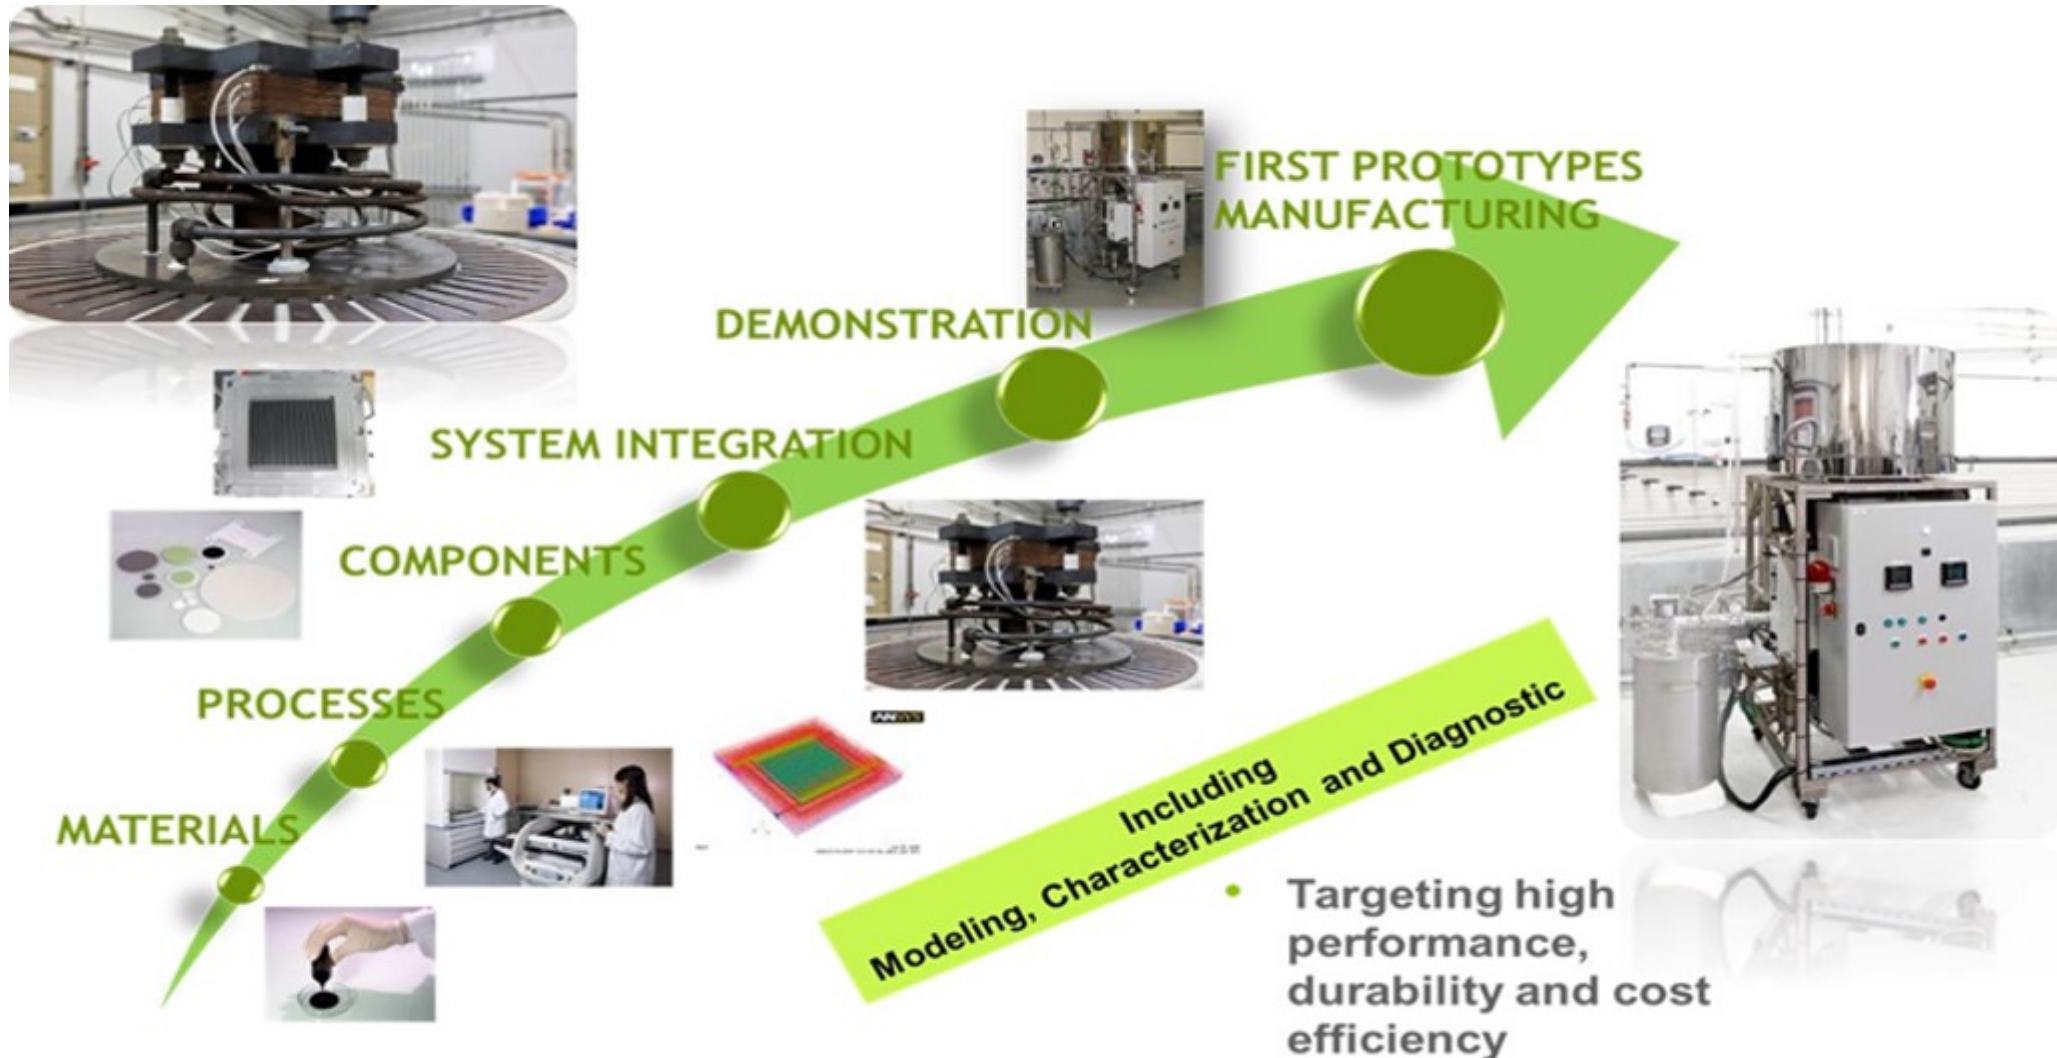 FIRST PROTOTYPES
MANUFACTURING
DEMONSTRATION
SYSTEM INTEGRATION
COMPONENTS
PROCESSES
MATERIALS
ANSYS
Including
Modeling, Characterization and Diagnostic
• Targeting high
performance,
durability and cost
efficiency